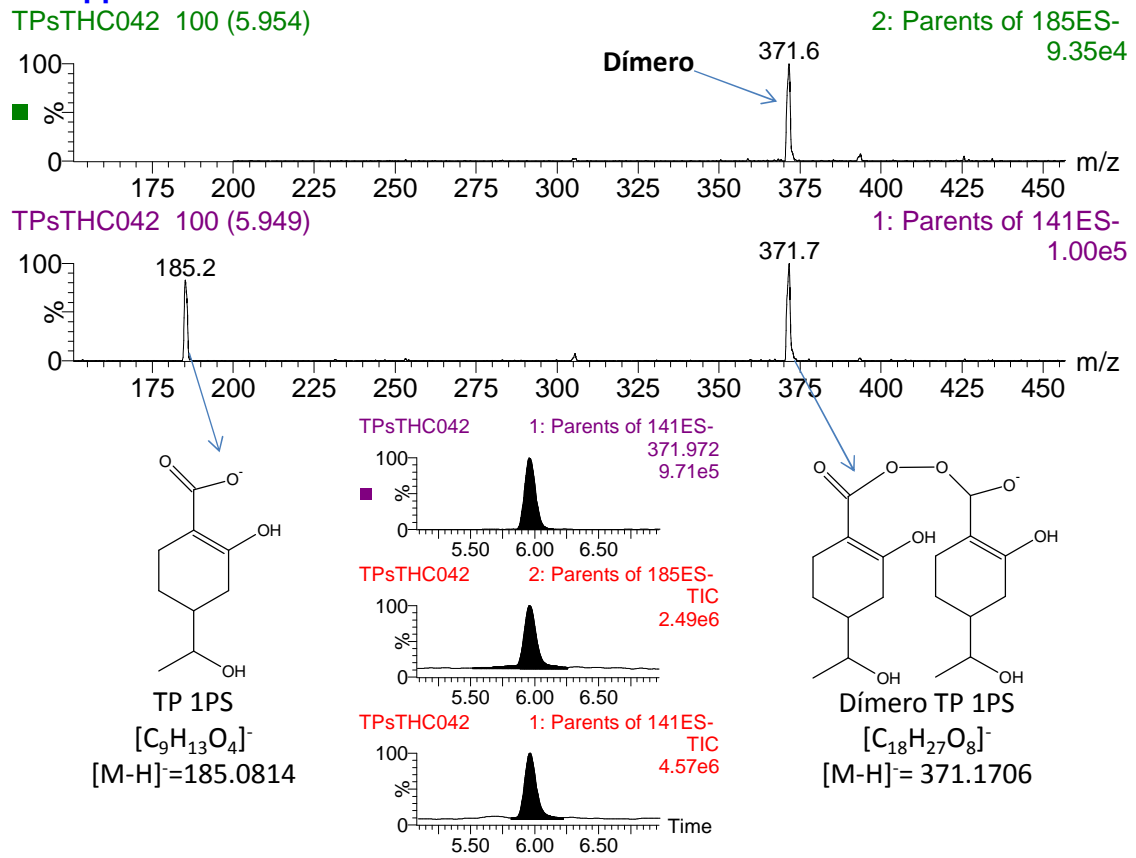 TPsTHC042 100 (5.954) 2: Parents of 185ES-
9.35e4
Dímero
371.6
100
%
0
m/z
175 200 225 250 275 300 325 350 375 400 425 450
TPsTHC042 100 (5.949) 1: Parents of 141ES-
1.00e5
185.2
371.7
100
%
0
m/z
175 200 225 250 275 300 325 350 375 400 425 450
TPsTHC042 1: Parents of 141ES-
371.972
9.71e5
100
%
0
5.50 6.00 6.50
TPsTHC042 2: Parents of 185ES-
TIC
2.49e6
100
%
0
5.50 6.00 6.50
TPsTHC042 1: Parents of 141ES-
TIC
4.57e6
100
%
0
Time
5.50 6.00 6.50
O
O-
OH
OH
TP 1PS
[C9H13O4]-
[M-H]-=185.0814
O
O
O
O-
OH
OH
OH
OH
Dímero TP 1PS
[C18H27O8]-
[M-H]-= 371.1706